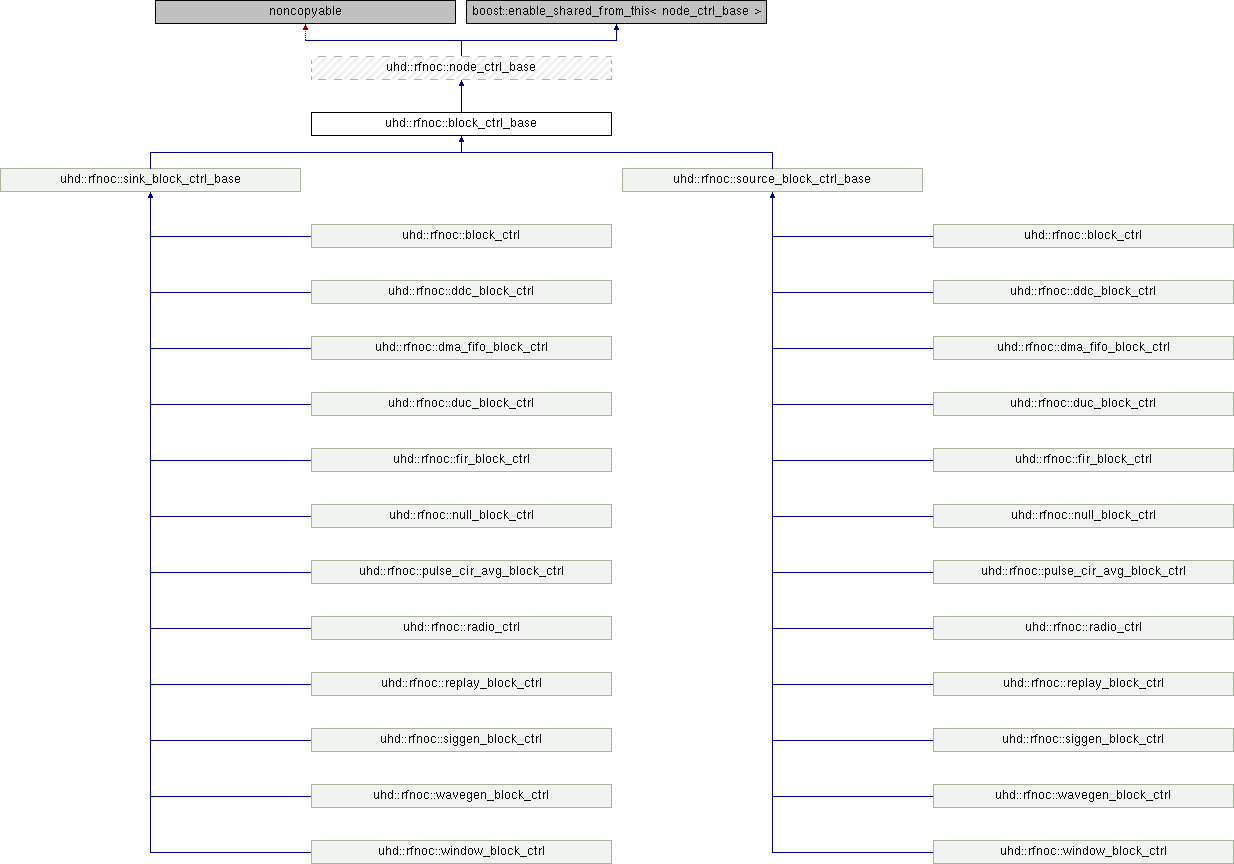 noncopyable
boost::enable_shared_from_this< node_ctrl_base >
uhd::rfnoc::node_ctrl_base
uhd::rfnoc::block_ctrl_base
uhd::rfnoc::sink_block_ctrl_base
uhd::rfnoc::source_block_ctrl_base
uhd::rfnoc::block_ctrl
uhd::rfnoc::block_ctrl
uhd::rfnoc::ddc_block_ctrl
uhd::rfnoc::ddc_block_ctrl
uhd::rfnoc::dma_fifo_block_ctrl
uhd::rfnoc::dma_fifo_block_ctrl
uhd::rfnoc::duc_block_ctrl
uhd::rfnoc::duc_block_ctrl
uhd::rfnoc::fir_block_ctrl
uhd::rfnoc::fir_block_ctrl
uhd::rfnoc::null_block_ctrl
uhd::rfnoc::null_block_ctrl
uhd::rfnoc::pulse_cir_avg_block_ctrl
uhd::rfnoc::pulse_cir_avg_block_ctrl
uhd::rfnoc::radio_ctrl
uhd::rfnoc::radio_ctrl
uhd::rfnoc::replay_block_ctrl
uhd::rfnoc::replay_block_ctrl
uhd::rfnoc::siggen_block_ctrl
uhd::rfnoc::siggen_block_ctrl
uhd::rfnoc::wavegen_block_ctrl
uhd::rfnoc::wavegen_block_ctrl
uhd::rfnoc::window_block_ctrl
uhd::rfnoc::window_block_ctrl